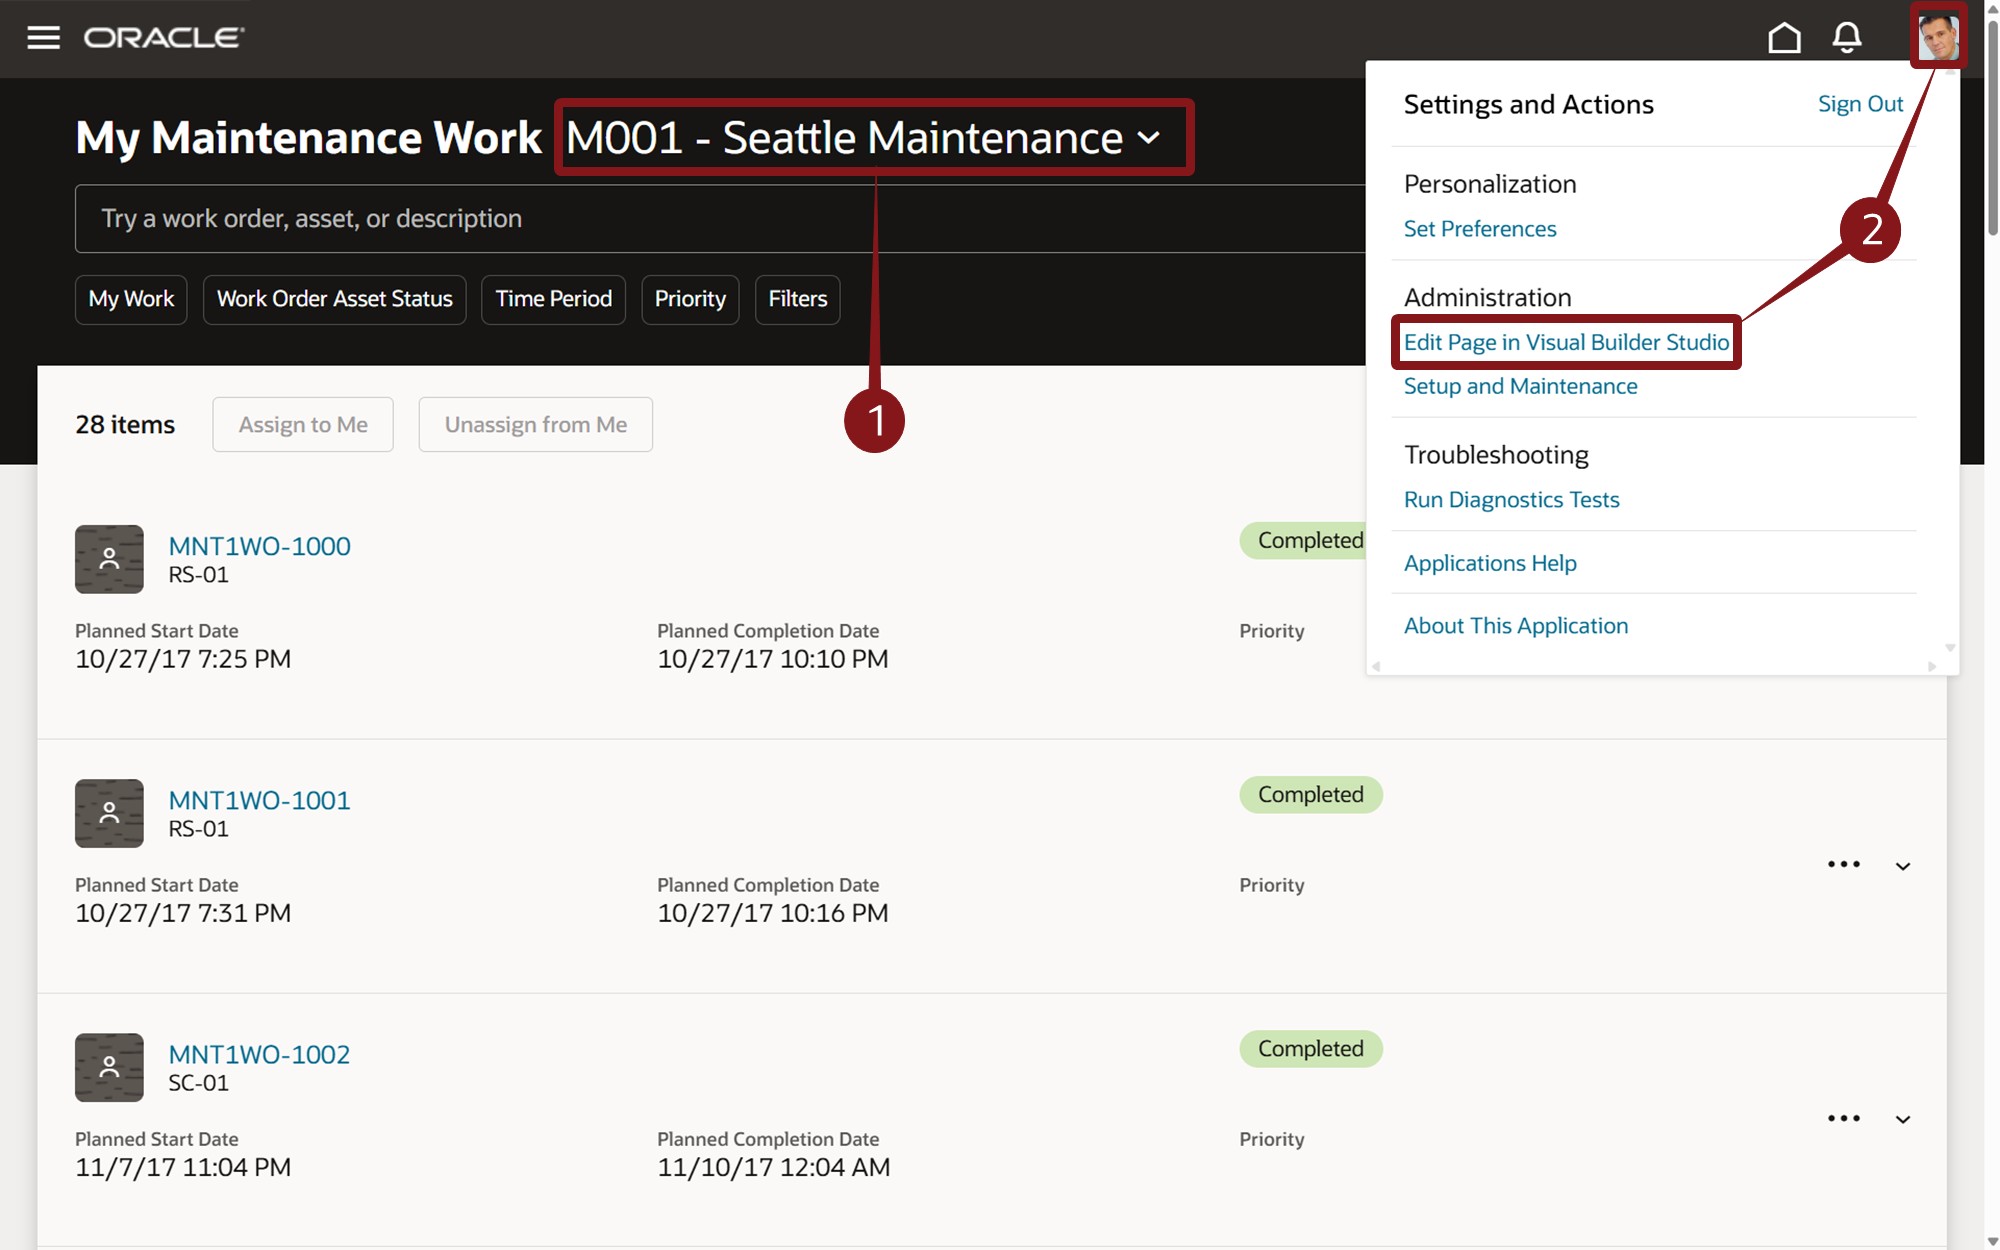 ORACLE
My Maintenance Work M001 - Seattle Maintenance
Try a work order, asset, or description
My Work Work Order Asset Status Time Period Priority Filters
1
28 items Assign to Me Unassign from Me
Settings and Actions Sign Out
Personalization
Set Preferences
2
Administration
Edit Page in Visual Builder Studio
Setup and Maintenance
Troubleshooting
Run Diagnostics Tests
Applications Help
About This Application
MNT1WO-1000 Completed
RS-01
Planned Start Date Planned Completion Date Priority
10/27/17 7:25 PM 10/27/17 10:10 PM
MNT1WO-1001 Completed
RS-01
Planned Start Date Planned Completion Date Priority
10/27/17 7:31 PM 10/27/17 10:16 PM
MNT1WO-1002 Completed
SC-01
Planned Start Date Planned Completion Date Priority
11/7/17 11:04 PM 11/10/17 12:04 AM